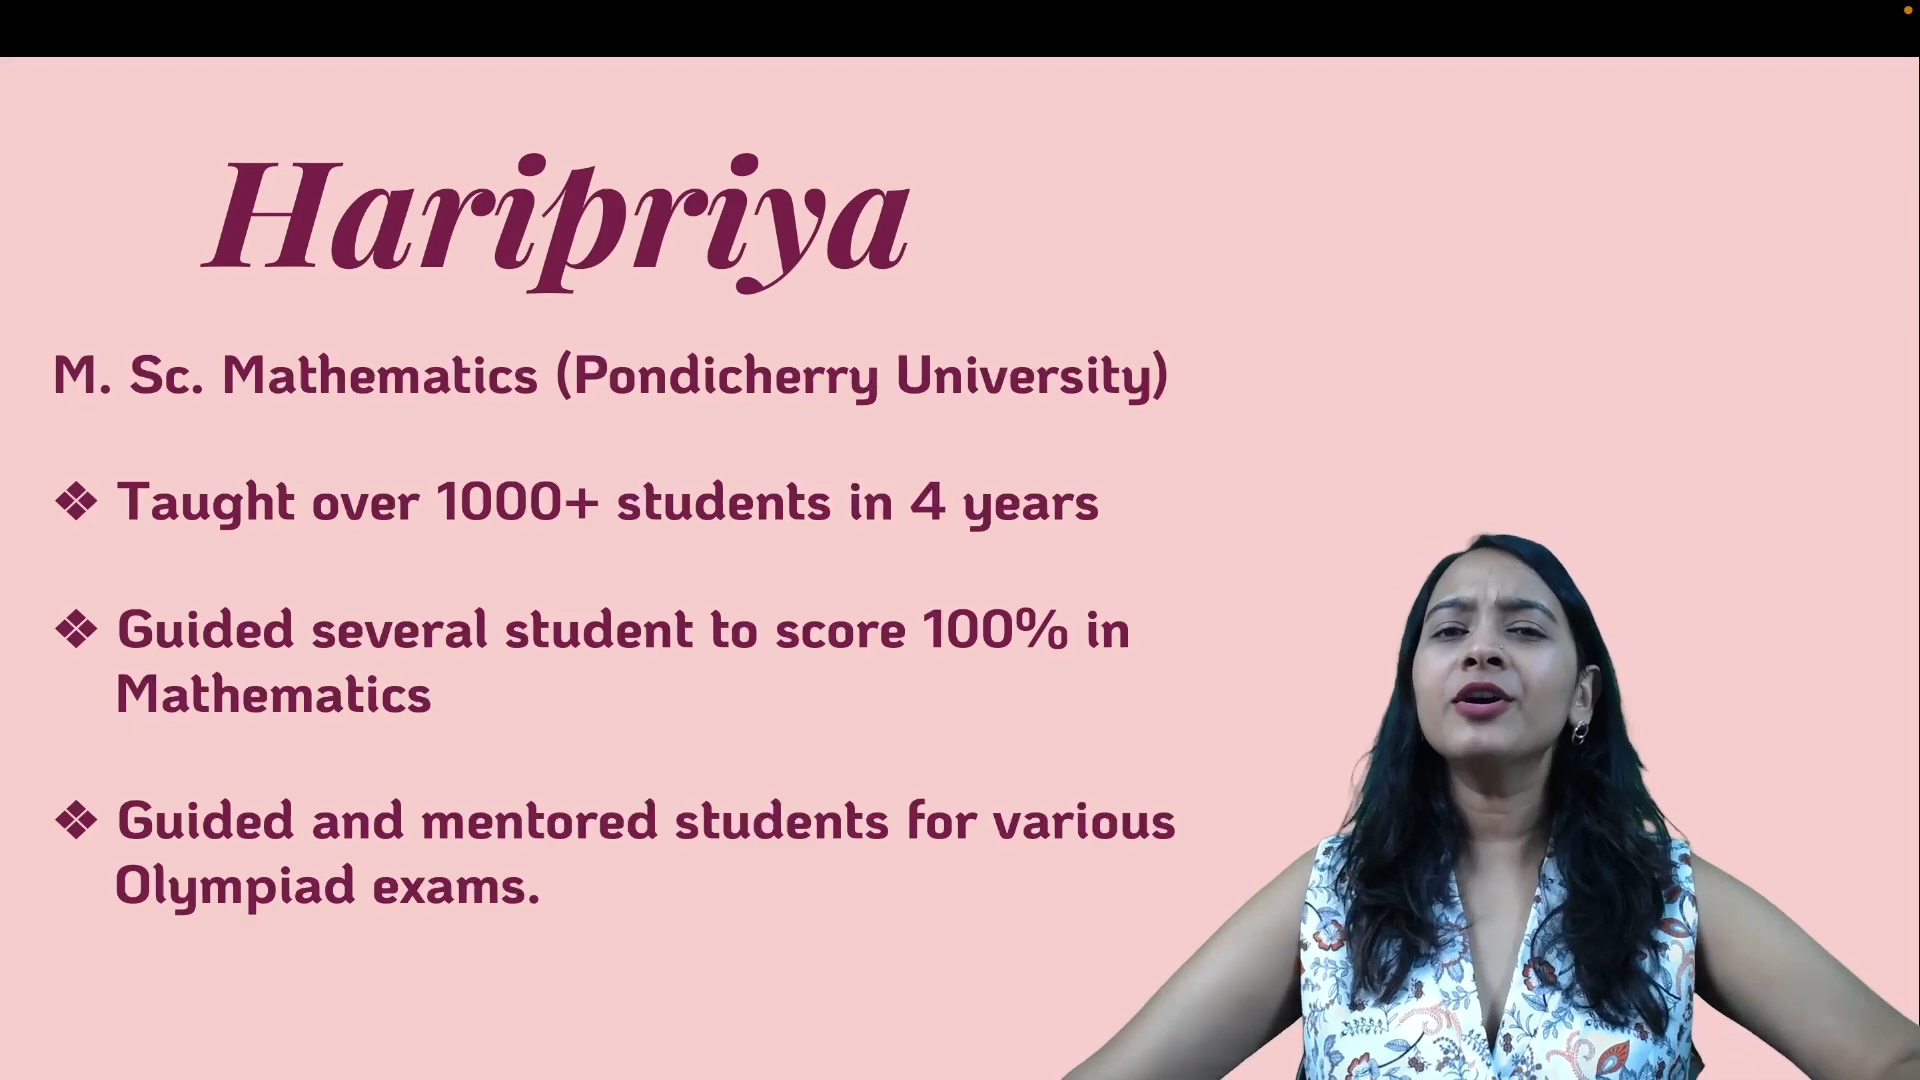 Haripriya
M. Sc. Mathematics (Pondicherry University)
❖ Taught over 1000+ students in 4 years
❖ Guided several student to score 100% in
Mathematics
❖ Guided and mentored students for various
Olympiad exams.